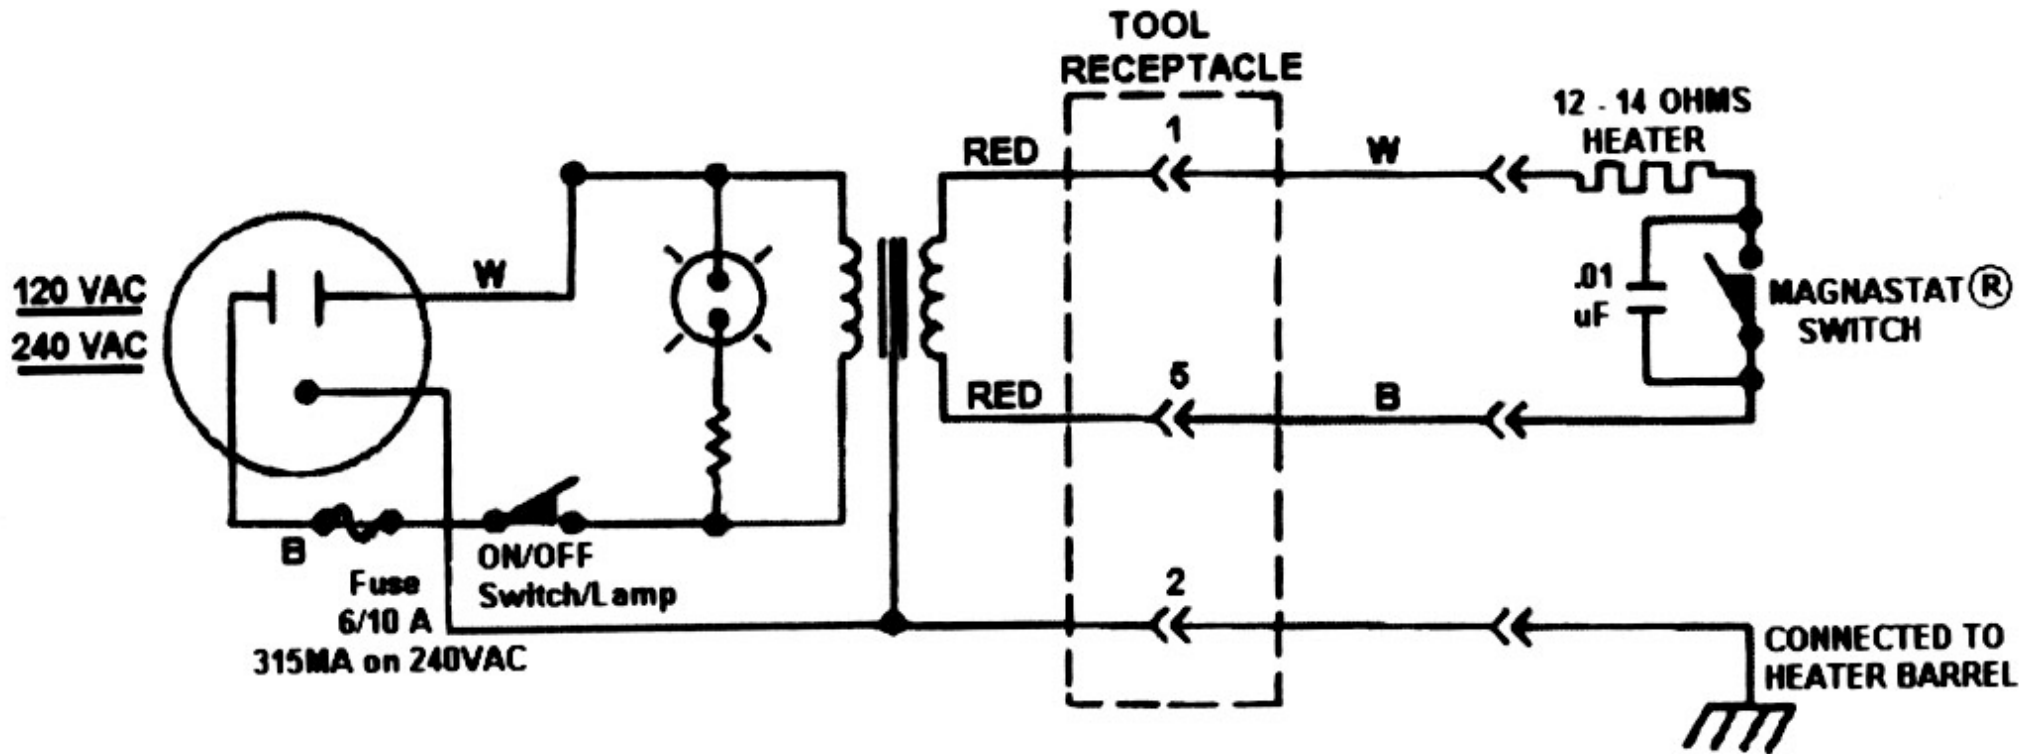 TOOL
RECEPTACLE
12 - 14 OHMS
HEATER
1
RED
W
W
120 VAC
240 VAC
.01
uF
MAGNASTAT®
SWITCH
5
RED
B
B
ON/OFF
Switch/Lamp
Fuse
6/10 A
315MA on 240VAC
2
CONNECTED TO
HEATER BARREL